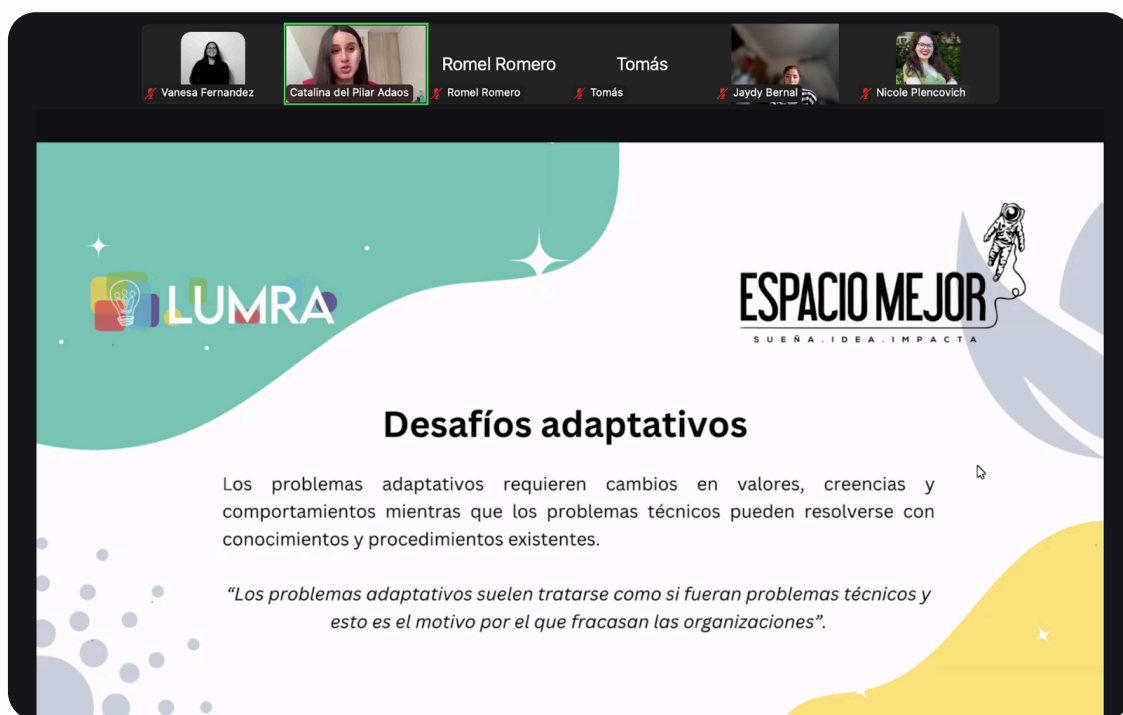 Romel Romero
Tomás
Vanesa Fernandez
Catalina del Pilar Adaos
Romel Romero
Tomás
Jaydy Bernal
Nicole Plencovich
LUMRA
ESPACIO MEJOR
SUEÑA.IDEA.IMPACTA
Desafíos adaptativos
Los problemas adaptativos requieren cambios en valores, creencias y
comportamientos mientras que los problemas técnicos pueden resolverse con
conocimientos y procedimientos existentes.
“Los problemas adaptativos suelen tratarse como si fueran problemas técnicos y
esto es el motivo por el que fracasan las organizaciones”.